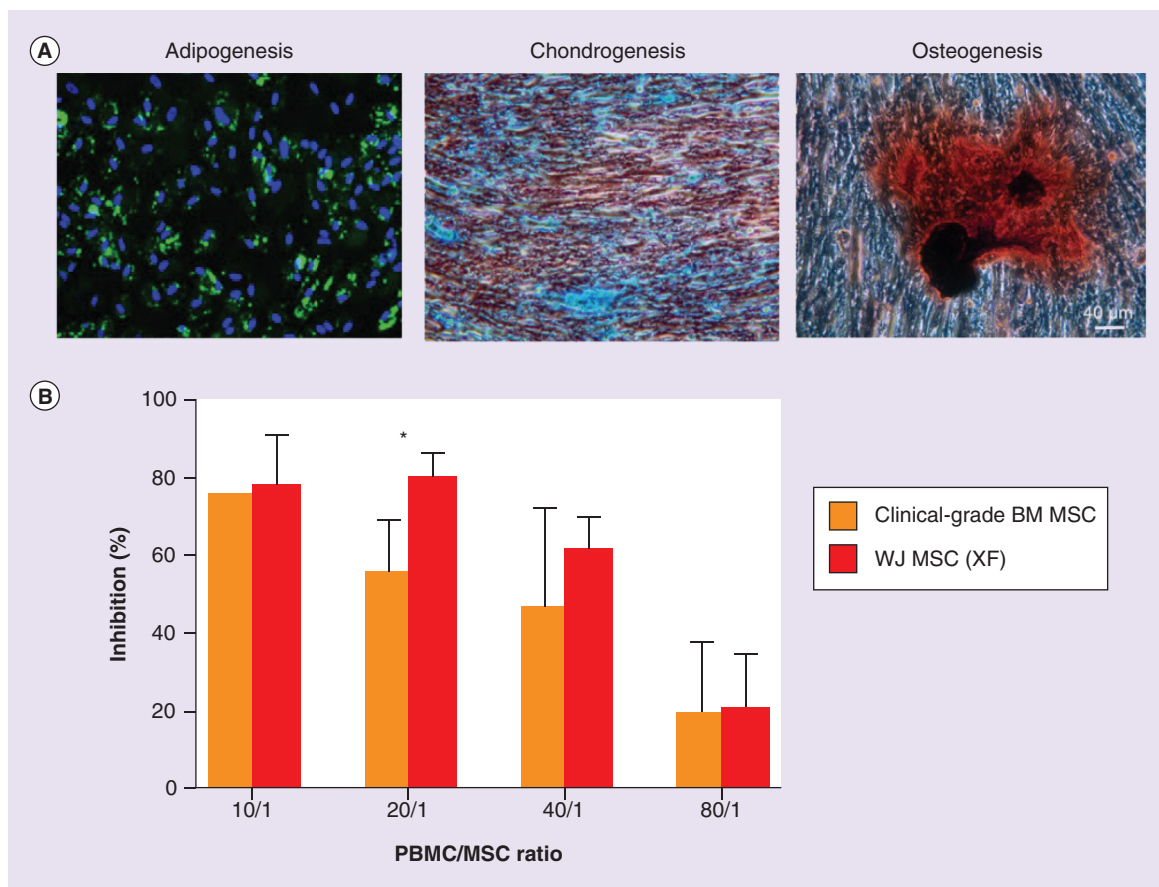 A
Adipogenesis
Chondrogenesis
Osteogenesis
40 µm
B
100
80
60
40
20
0
Inhibition (%)
*
10/1
20/1
40/1
80/1
PBMC/MSC ratio
Clinical-grade BM MSC
WJ MSC (XF)